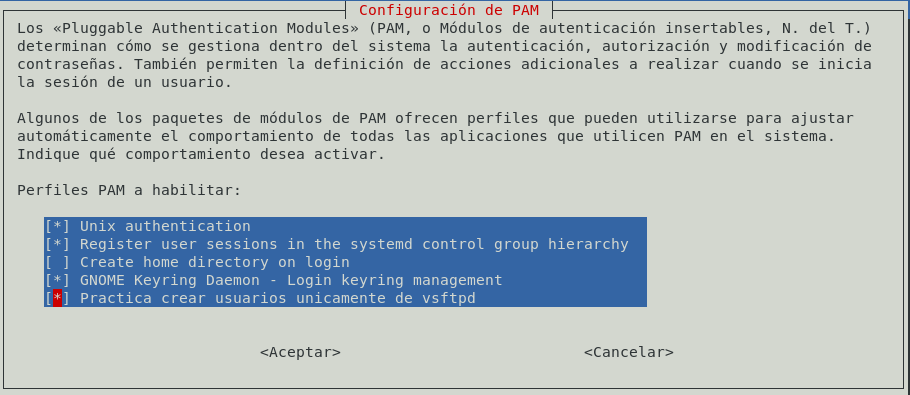 Configuración de PAM
Los «Pluggable Authentication Modules» (PAM, o Módulos de autenticación insertables, N. del T.)
determinan cómo se gestiona dentro del sistema la autenticación, autorización y modificación de
contraseñas. También permiten la definición de acciones adicionales a realizar cuando se inicia
la sesión de un usuario.
Algunos de los paquetes de módulos de PAM ofrecen perfiles que pueden utilizarse para ajustar
automáticamente el comportamiento de todas las aplicaciones que utilicen PAM en el sistema.
Indique qué comportamiento desea activar.
Perfiles PAM a habilitar:
[*] Unix authentication
[*] Register user sessions in the systemd control group hierarchy
[ ] Create home directory on login
[*] GNOME Keyring Daemon - Login keyring management
[*] Practica crear usuarios unicamente de vsftpd
<Aceptar> <Cancelar>